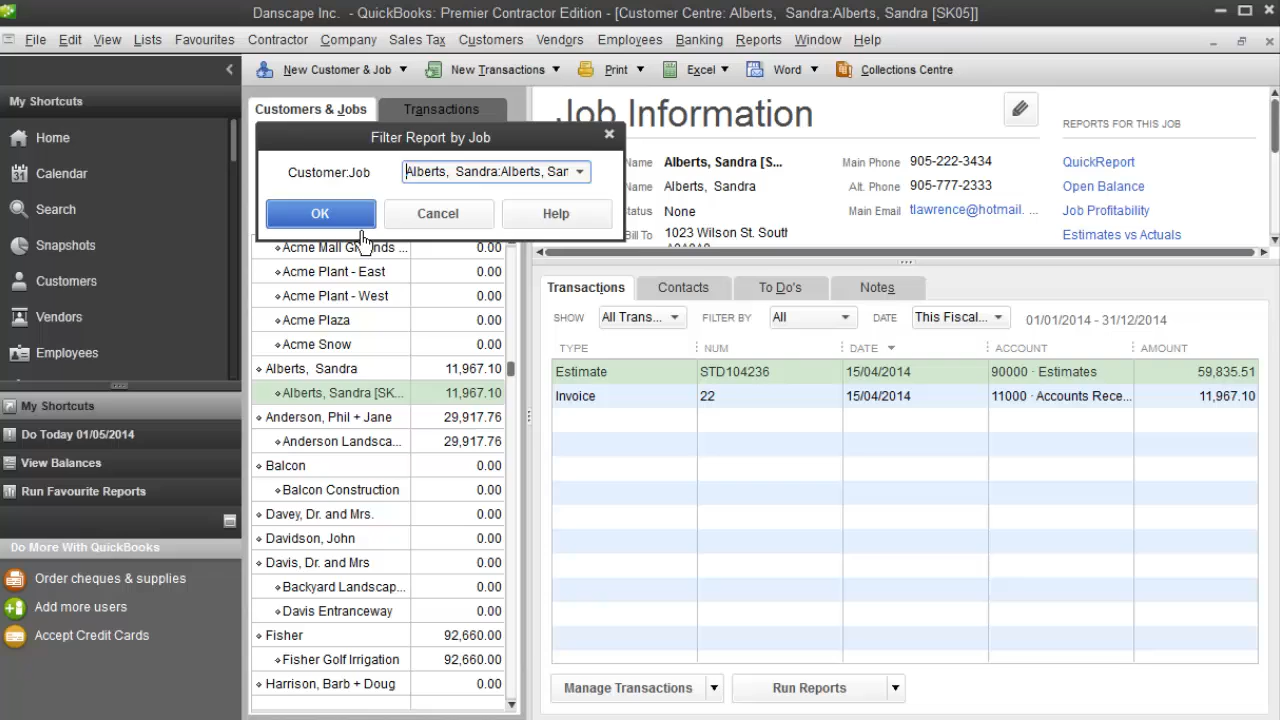 Danscape Inc. - QuickBooks: Premier Contractor Edition - [Customer Centre: Alberts, Sandra:Alberts, Sandra [SK05]]
File Edit View Lists Favourites Contractor Company Sales Tax Customers Vendors Employees Banking Reports Window Help
New Customer & Job New Transactions Print Excel Word Collections Centre
My Shortcuts
Home
Calendar
Search
Snapshots
Customers
Vendors
Employees
My Shortcuts
Do Today 01/05/2014
View Balances
Run Favourite Reports
Do More With QuickBooks
Order cheques & supplies
Add more users
Accept Credit Cards
Customers & Jobs Transactions
Filter Report by Job
Customer:Job Alberts, Sandra:Alberts, Sar
OK Cancel Help
Acme Mall Grounds ... 0.00
Acme Plant - East 0.00
Acme Plant - West 0.00
Acme Plaza 0.00
Acme Snow 0.00
Alberts, Sandra 11,967.10
Alberts, Sandra [SK... 11,967.10
Anderson, Phil + Jane 29,917.76
Anderson Landsca... 29,917.76
Balcon 0.00
Balcon Construction 0.00
Davey, Dr. and Mrs. 0.00
Davidson, John 0.00
Davis, Dr. and Mrs 0.00
Backyard Landscap... 0.00
Davis Entranceway 0.00
Fisher 92,660.00
Fisher Golf Irrigation 92,660.00
Harrison, Barb + Doug 0.00
Job Information
Name Alberts, Sandra [S... Main Phone 905-222-3434
Name Alberts, Sandra Alt. Phone 905-777-2333
Status None Main Email tlawrence@hotmail. ...
Bill To 1023 Wilson St. South
REPORTS FOR THIS JOB
QuickReport
Open Balance
Job Profitability
Estimates vs Actuals
Transactions Contacts To Do's Notes
SHOW All Trans... FILTER BY All DATE This Fiscal... 01/01/2014 - 31/12/2014
TYPE NUM DATE ACCOUNT AMOUNT
Estimate STD104236 15/04/2014 90000 · Estimates 59,835.51
Invoice 22 15/04/2014 11000 · Accounts Rece... 11,967.10
Manage Transactions Run Reports